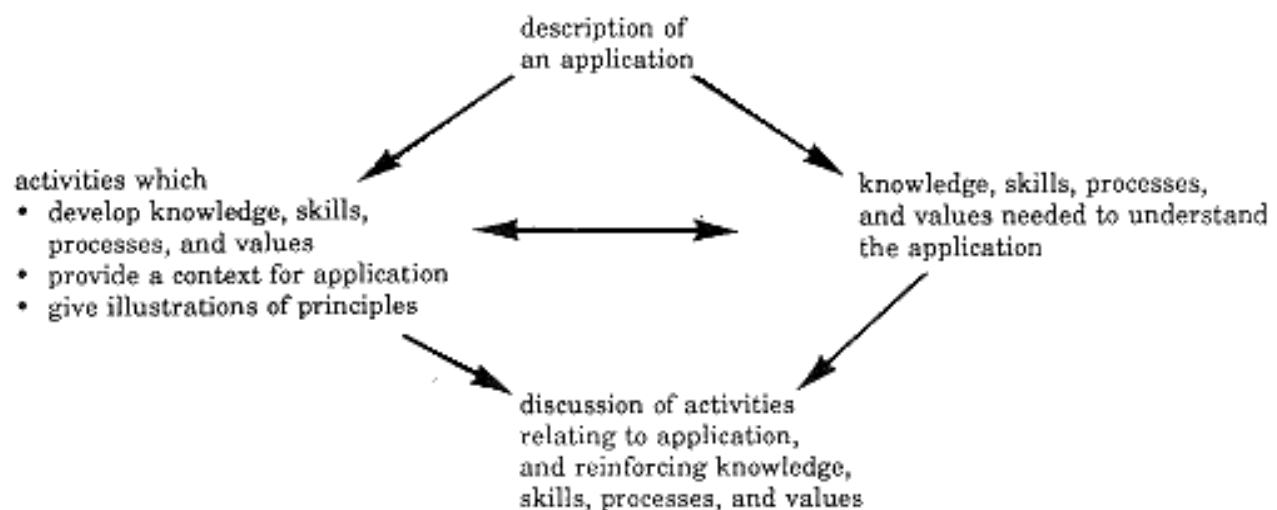 description of
an application
activities which
• develop knowledge, skills,
processes, and values
• provide a context for application
• give illustrations of principles
knowledge, skills, processes,
and values needed to understand
the application
discussion of activities
relating to application,
and reinforcing knowledge,
skills, processes, and values